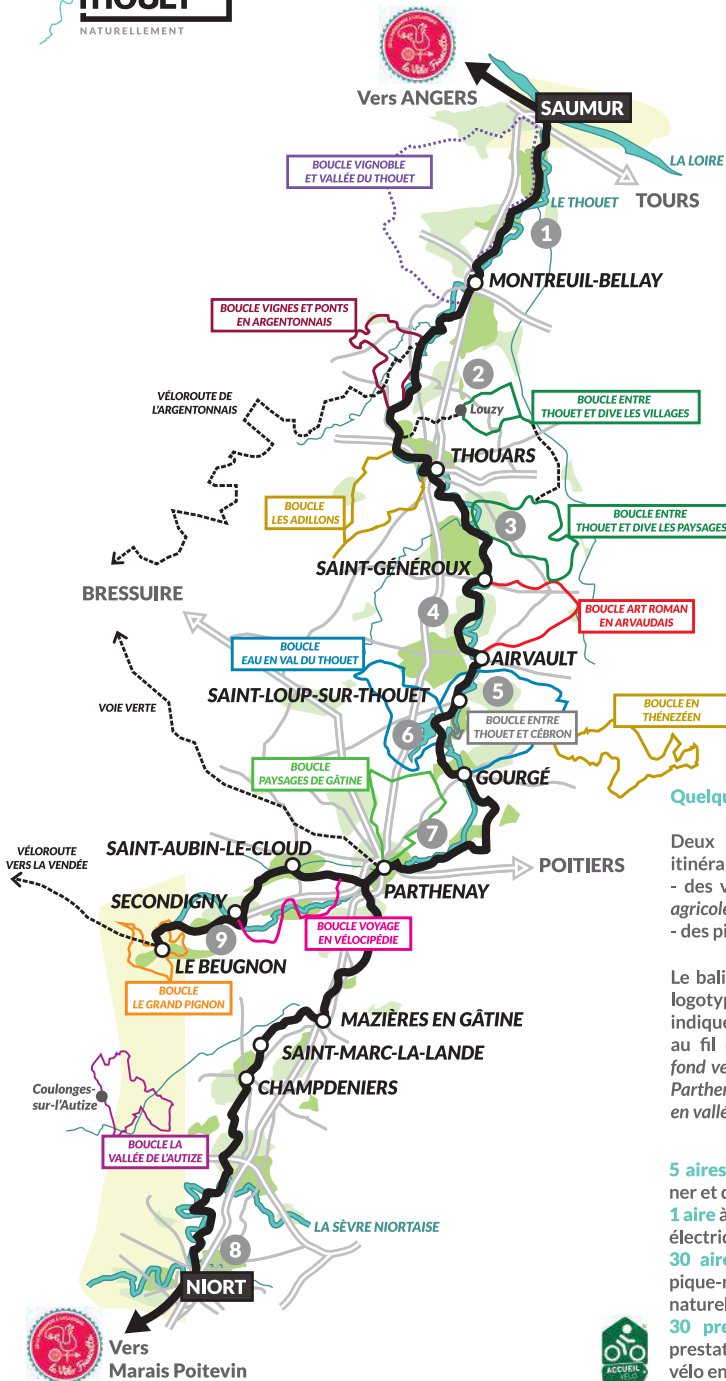 THOUET
NATURELLEMENT
la Vélo Francette
Vers ANGERS
SAUMUR
LA LOIRE
BOUCLE VIGNOBLE
ET VALLÉE DU THOUET
LE THOUET
TOURS
1
MONTREUIL-BELLAY
BOUCLE VIGNES ET PONTS
EN ARGENTONNAIS
2
VÉLOROUTE DE
L'ARGENTONNAIS
Louzy
BOUCLE ENTRE
THOUET ET DIVE LES VILLAGES
THOUARS
BOUCLE
LES ADILLONS
3
BOUCLE ENTRE
THOUET ET DIVE LES PAYSAGES
SAINT-GÉNÉROUX
BRESSUIRE
4
BOUCLE ART ROMAN
EN ARVAUDAIS
BOUCLE
EAU EN VAL DU THOUET
AIRVAULT
SAINT-LOUP-SUR-THOUET
5
VOIE VERTE
BOUCLE EN
THÉNEZÉEN
BOUCLE ENTRE
THOUET ET CÉBRON
6
BOUCLE
PAYSAGES DE GÂTINE
GOURGÉ
Quelqu
7
VÉLOROUTE
VERS LA VENDÉE
SAINT-AUBIN-LE-CLOUD
POITIERS
PARTHENAY
Deux
itinéra
- des v
agricole
- des pi
SECONDIGNY
BOUCLE VOYAGE
EN VÉLOCIPÉDIE
9
LE BEUGNON
BOUCLE
LE GRAND PIGNON
Le bali
logotyp
indique
au fil
fond ve
Parthen
en vallé
MAZIÈRES EN GÂTINE
SAINT-MARC-LA-LANDE
CHAMPDENIERS
Coulonges-
sur-l'Autize
BOUCLE LA
VALLÉE DE L'AUTIZE
5 aires
ner et d
1 aire à
électric
30 aire
pique-n
naturel
30 pre
prestat
vélo en
LA SÈVRE NIORTAISE
8
NIORT
la Vélo Francette
Vers
Marais Poitevin
ACCUEIL
VÉLO